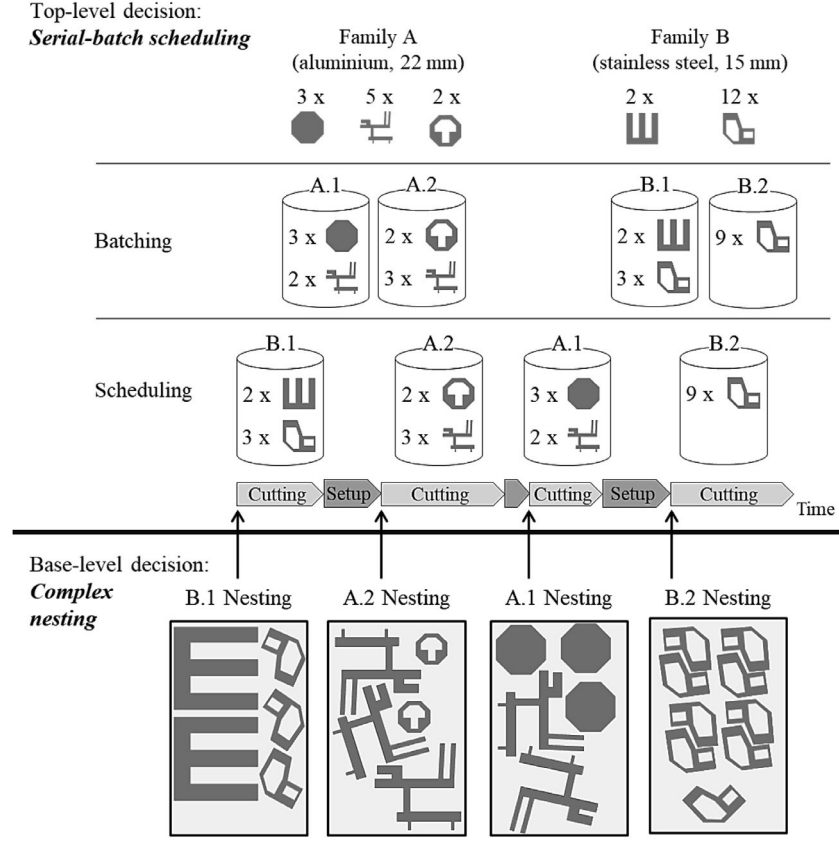 Top-level decision:
Serial-batch scheduling
Family A
(aluminium, 22 mm)
Family B
(stainless steel, 15 mm)
3 x 5 x 2 x
2 x 12 x
A.1 A.2 B.1 B.2
Batching
3 x 2 x 2 x 9 x
2 x 3 x 3 x
B.1 A.2 A.1 B.2
Scheduling
2 x 2 x 3 x 9 x
3 x 3 x 2 x
Cutting Setup Cutting Cutting Setup Cutting
Time
Base-level decision:
Complex
nesting
B.1 Nesting A.2 Nesting A.1 Nesting B.2 Nesting